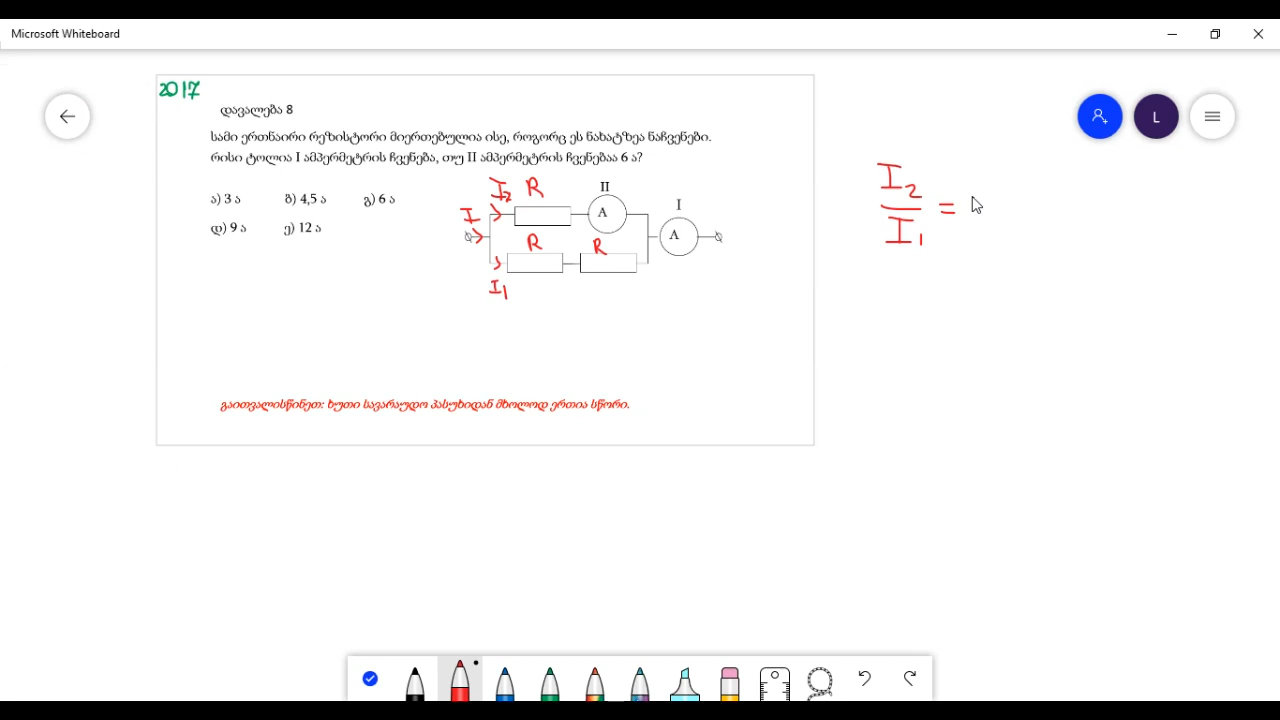 Microsoft Whiteboard
2017
დავალება 8
სამი ერთნაირი რეზისტორი მიერთებულია ისე, როგორც ეს ნახატზეა ნაჩვენები.
რისი ტოლია I ამპერმეტრის ჩვენება, თუ II ამპერმეტრის ჩვენებაა 6 ა?
ა) 3 ა ბ) 4,5 ა გ) 6 ა
დ) 9 ა ე) 12 ა
I₂ R II
I A I
R R A
I₁
I₂
— =
I₁
L
გაითვალისწინეთ: ხუთი სავარაუდო პასუხიდან მხოლოდ ერთია სწორი.